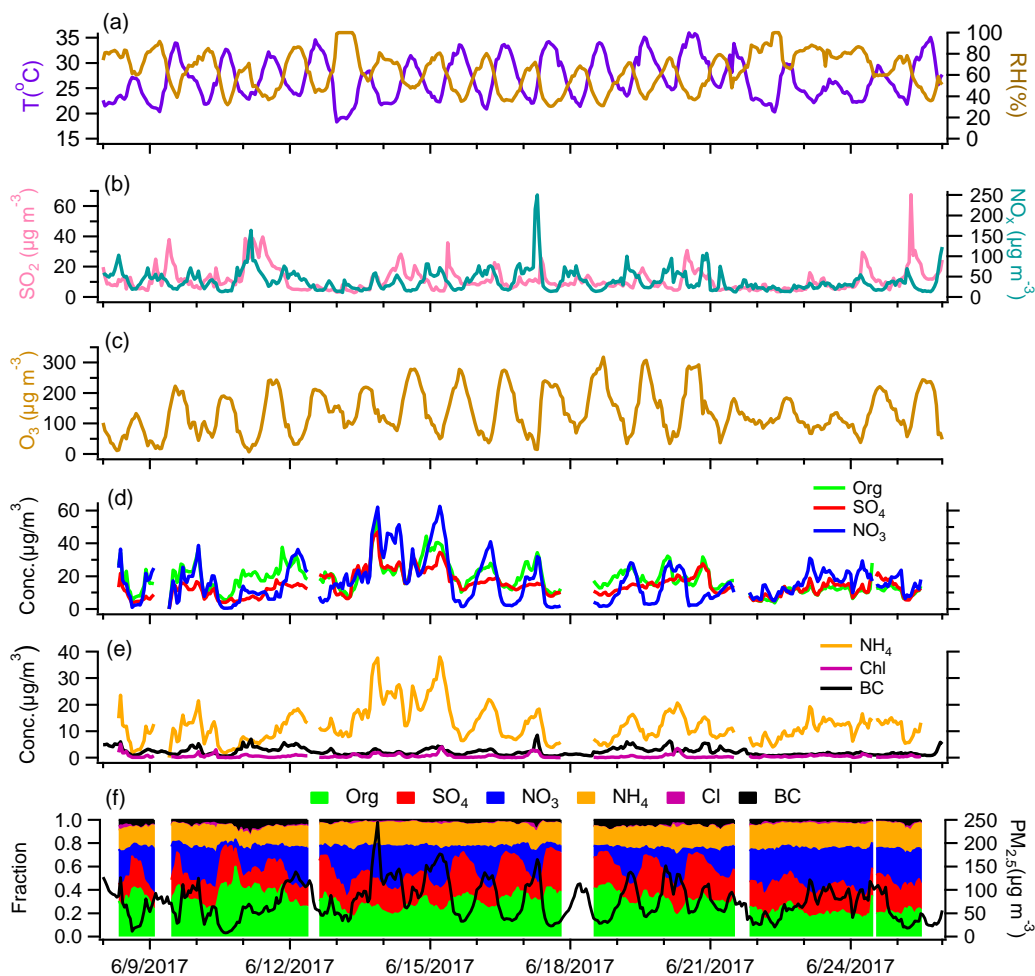 (a)
35
30
25
20
15
T(°C)
100
80
60
40
20
0
RH(%)
(b)
60
40
20
0
SO2 (µg m-3)
250
200
150
100
50
0
NOx (µg m-3)
(c)
300
200
100
0
O3 (µg m-3)
(d)
60
40
20
0
Conc.(µg/m3)
Org
SO4
NO3
(e)
40
30
20
10
0
Conc.(µg/m3)
NH4
Chl
BC
(f)
Org SO4 NO3 NH4 Cl BC
1.0
0.8
0.6
0.4
0.2
0.0
Fraction
250
200
150
100
50
0
PM2.5(µg m-3)
6/9/2017 6/12/2017 6/15/2017 6/18/2017 6/21/2017 6/24/2017